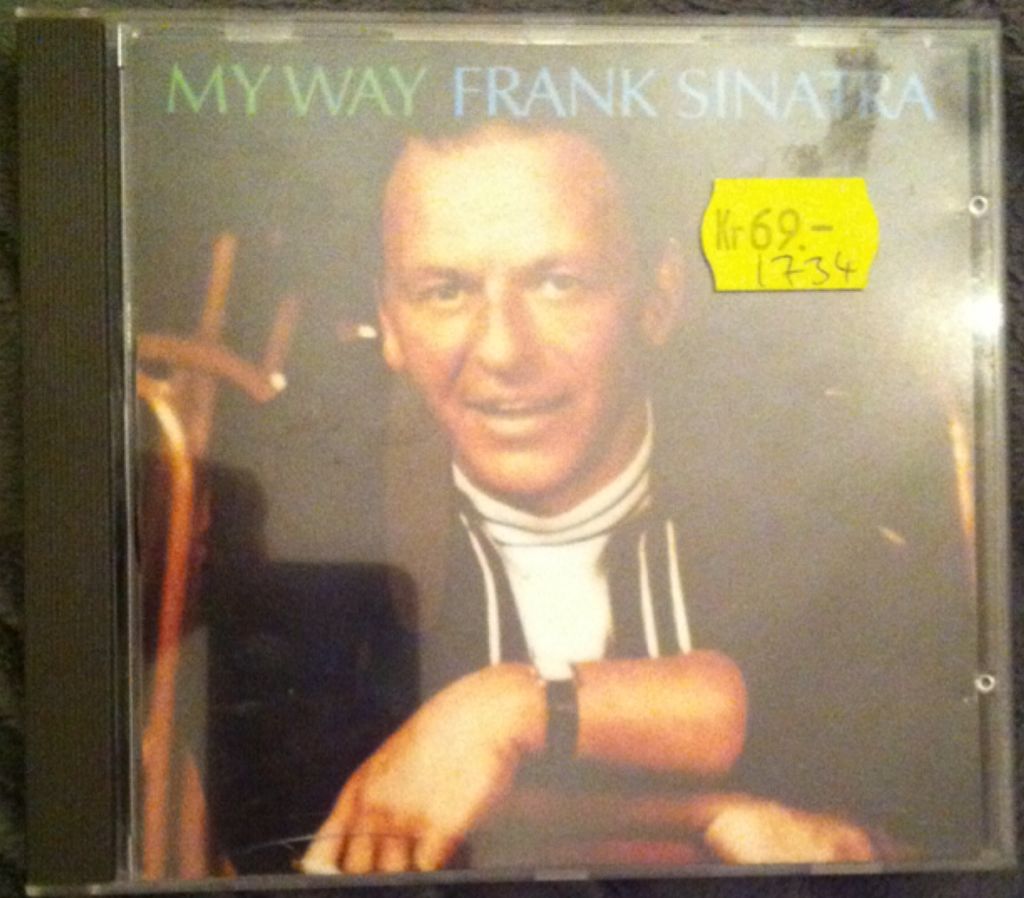 MY WAY FRANK SINATRA
Kr 69.-
1734